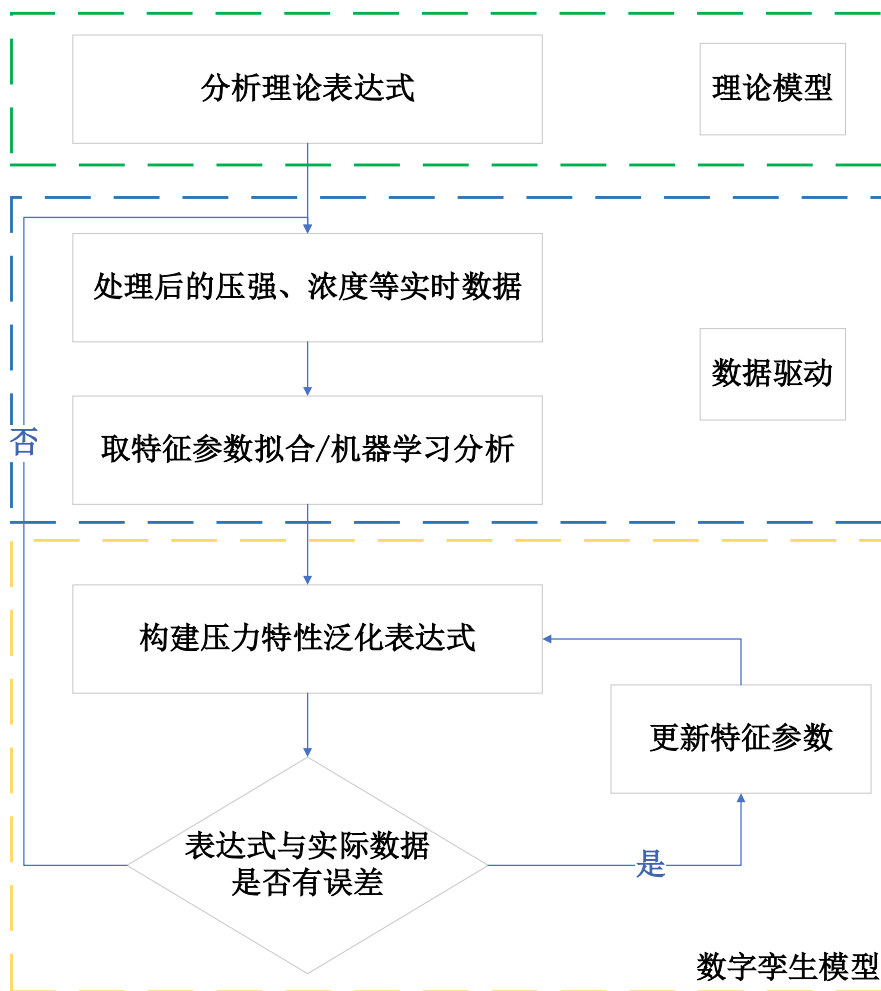 分析理论表达式
理论模型
处理后的压强、浓度等实时数据
数据驱动
否
取特征参数拟合/机器学习分析
构建压力特性泛化表达式
更新特征参数
表达式与实际数据
是否有误差
是
数字孪生模型